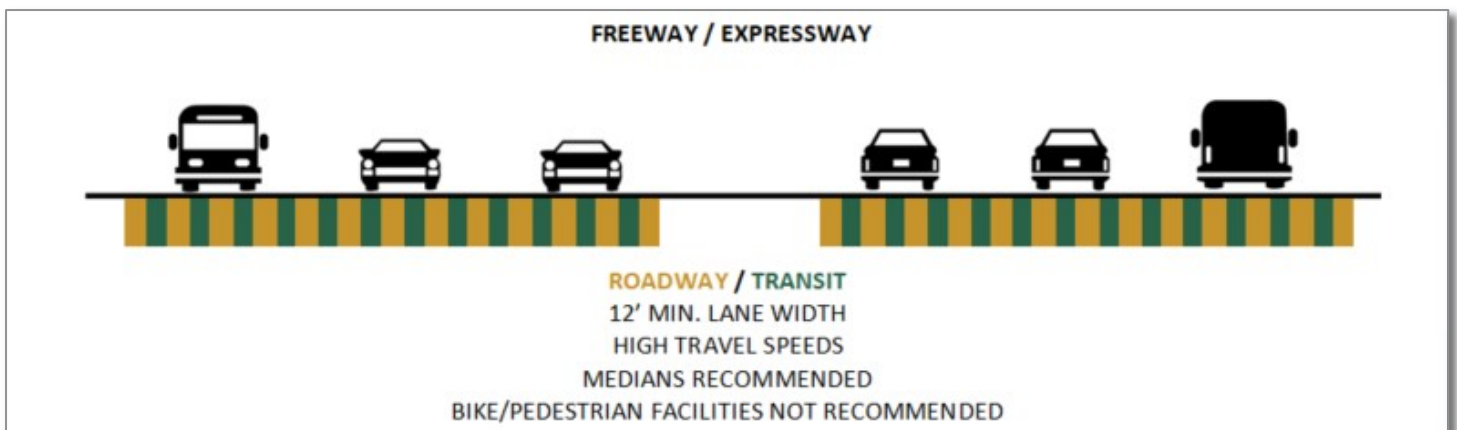 FREEWAY / EXPRESSWAY
ROADWAY / TRANSIT
12’ MIN. LANE WIDTH
HIGH TRAVEL SPEEDS
MEDIANS RECOMMENDED
BIKE/PEDESTRIAN FACILITIES NOT RECOMMENDED